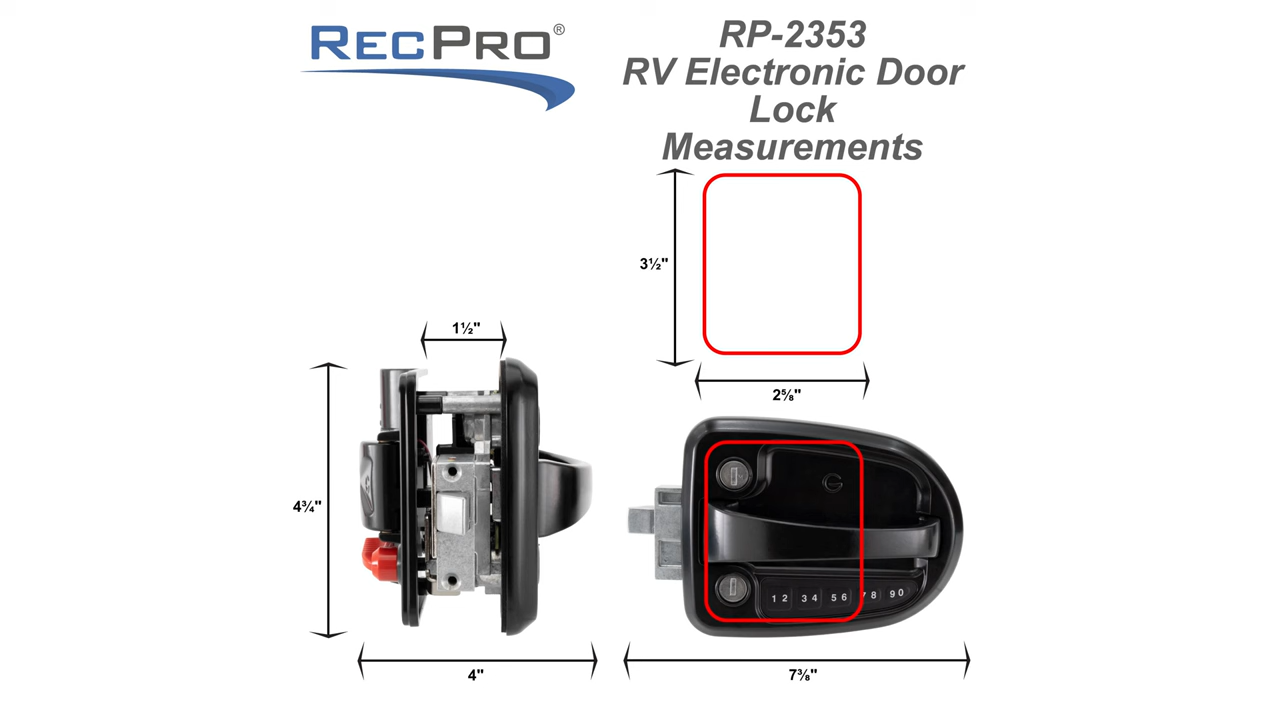 RECPRO®
RP-2353
RV Electronic Door
Lock
Measurements
3½"
2⅝"
1½"
4¾"
4"
7⅜"
1 2 3 4 5 6 7 8 9 0